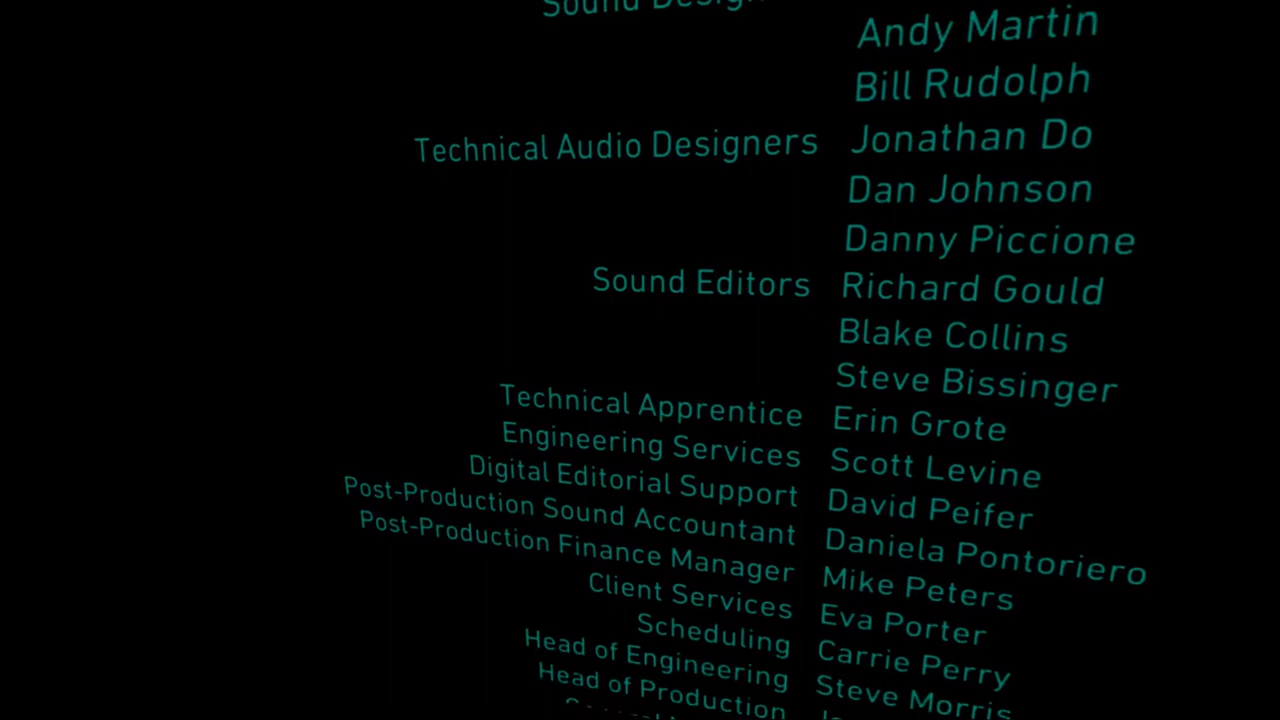 Sound
Andy Martin
Bill Rudolph
Technical Audio Designers Jonathan Do
Dan Johnson
Danny Piccione
Sound Editors Richard Gould
Blake Collins
Steve Bissinger
Technical Apprentice Erin Grote
Engineering Services Scott Levine
Digital Editorial Support David Peifer
Post-Production Sound Accountant Daniela Pontoriero
Post-Production Finance Manager Mike Peters
Client Services Eva Porter
Scheduling Carrie Perry
Head of Engineering Steve Morris
Head of Production